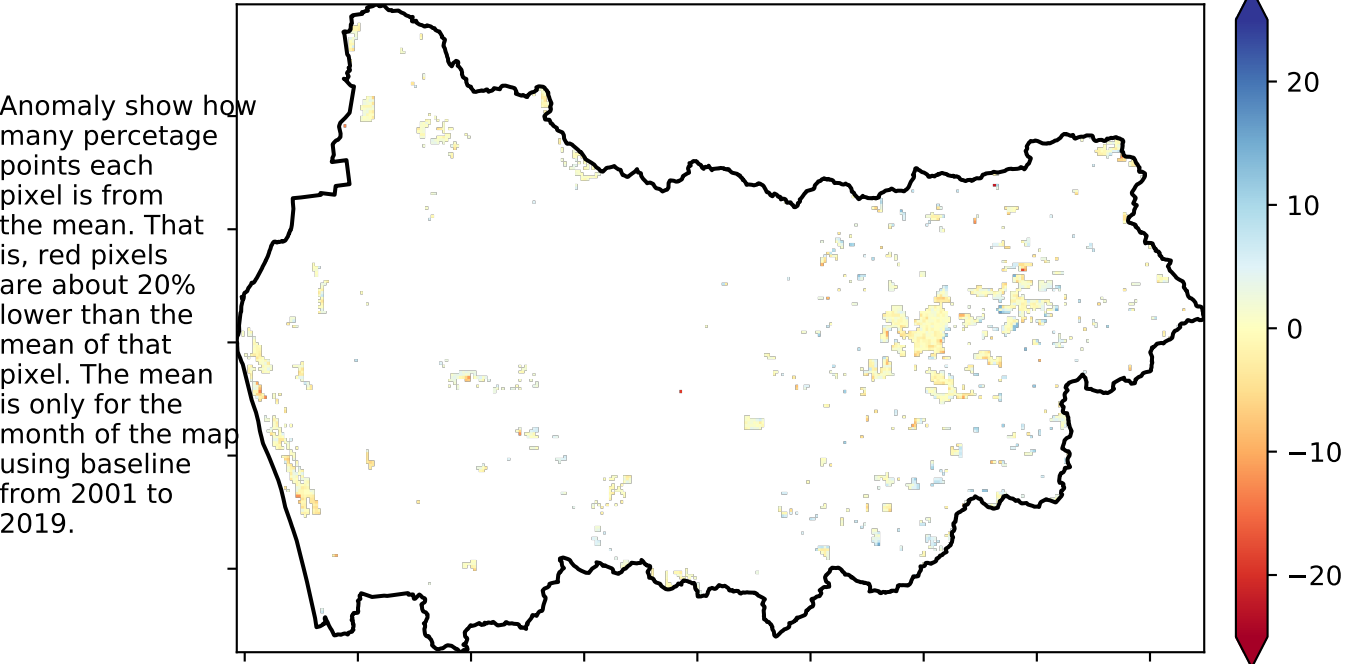 Anomaly show how
many percetage
points each
pixel is from
the mean. That
is, red pixels
are about 20%
lower than the
mean of that
pixel. The mean
is only for the
month of the map
using baseline
from 2001 to
2019.
20
10
0
−10
−20